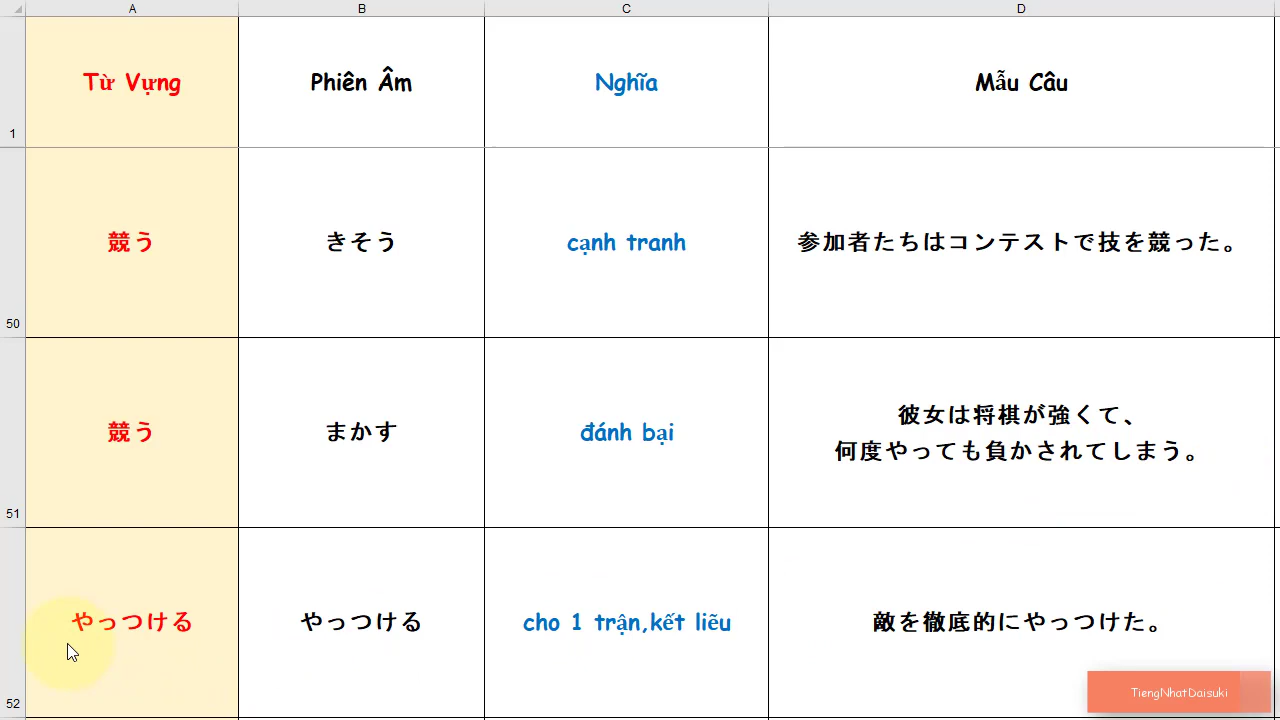 A B C D
1 Từ Vựng Phiên Âm Nghĩa Mẫu Câu
50 競う きそう cạnh tranh 参加者たちはコンテストで技を競った。
51 競う まかす đánh bại 彼女は将棋が強くて、
何度やっても負かされてしまう。
52 やっつける やっつける cho 1 trận,kết liễu 敵を徹底的にやっつけた。
TiengNhatDaisuki